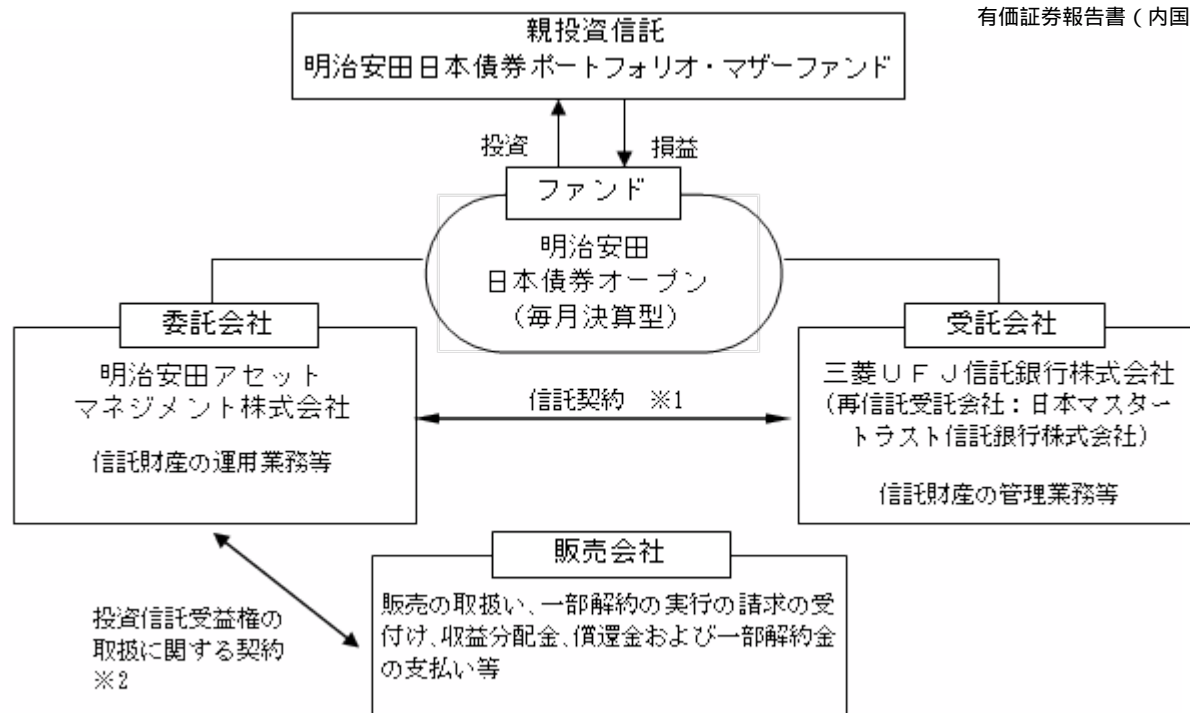 有価証券報告書(内国
親投資信託
明治安田日本債券ポートフォリオ・マザーファンド
投資
損益
ファンド
明治安田
日本債券オープン
(毎月決算型)
委託会社
明治安田アセット
マネジメント株式会社
信託財産の運用業務等
信託契約 ※1
受託会社
三菱UFJ信託銀行株式会社
(再信託受託会社:日本マスター
トラスト信託銀行株式会社)
信託財産の管理業務等
投資信託受益権の
取扱に関する契約
※2
販売会社
販売の取扱い、一部解約の実行の請求の受
付け、収益分配金、償還金および一部解約金
の支払い等